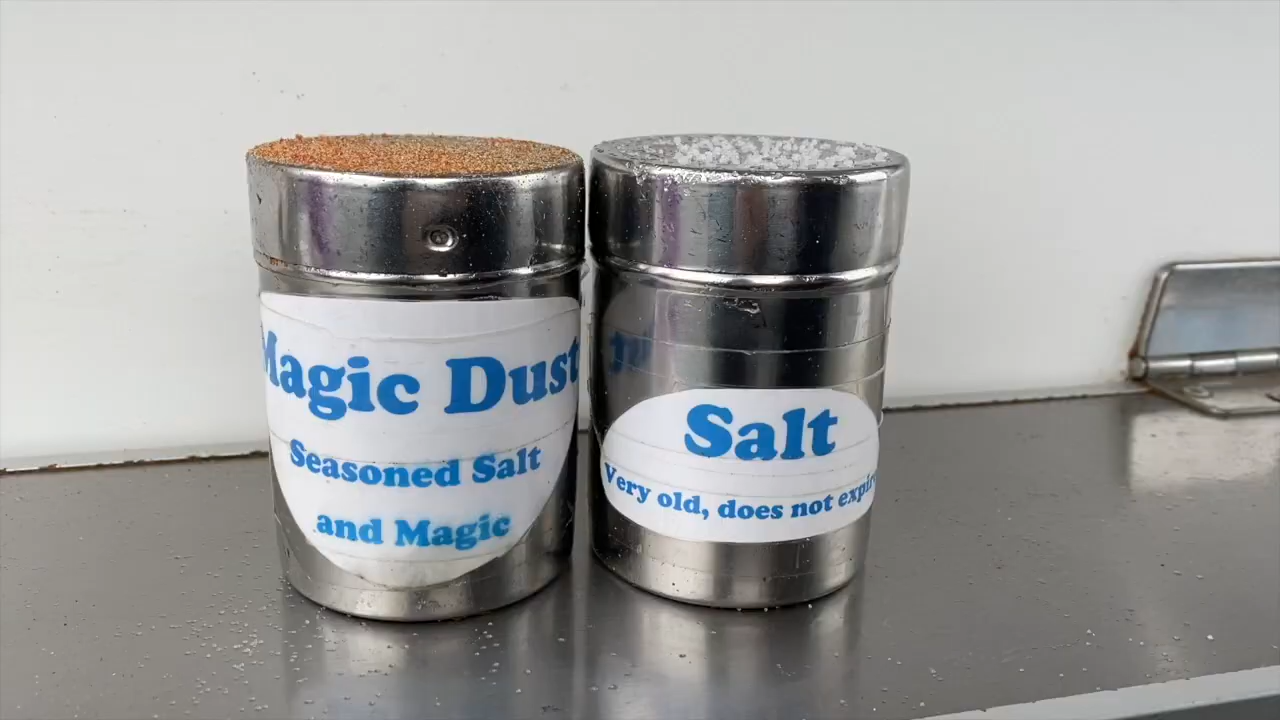 Magic Dust
Seasoned Salt
and Magic
Salt
Very old, does not expire